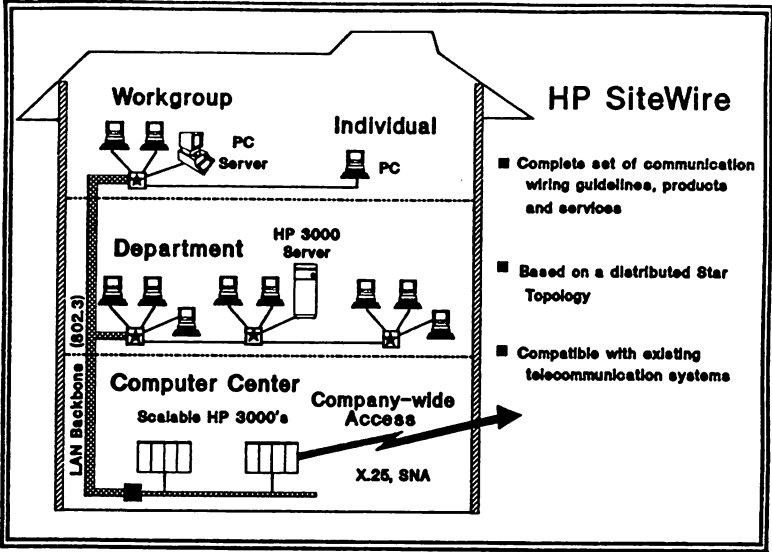 HP SiteWire
Workgroup
PC
Server
Individual
PC
Department
HP 3000
Server
LAN Backbone (802.3)
Computer Center
Scalable HP 3000's
Company-wide
Access
X.25, SNA
■ Complete set of communication
wiring guidelines, products
and services
■ Based on a distributed Star
Topology
■ Compatible with existing
telecommunication systems